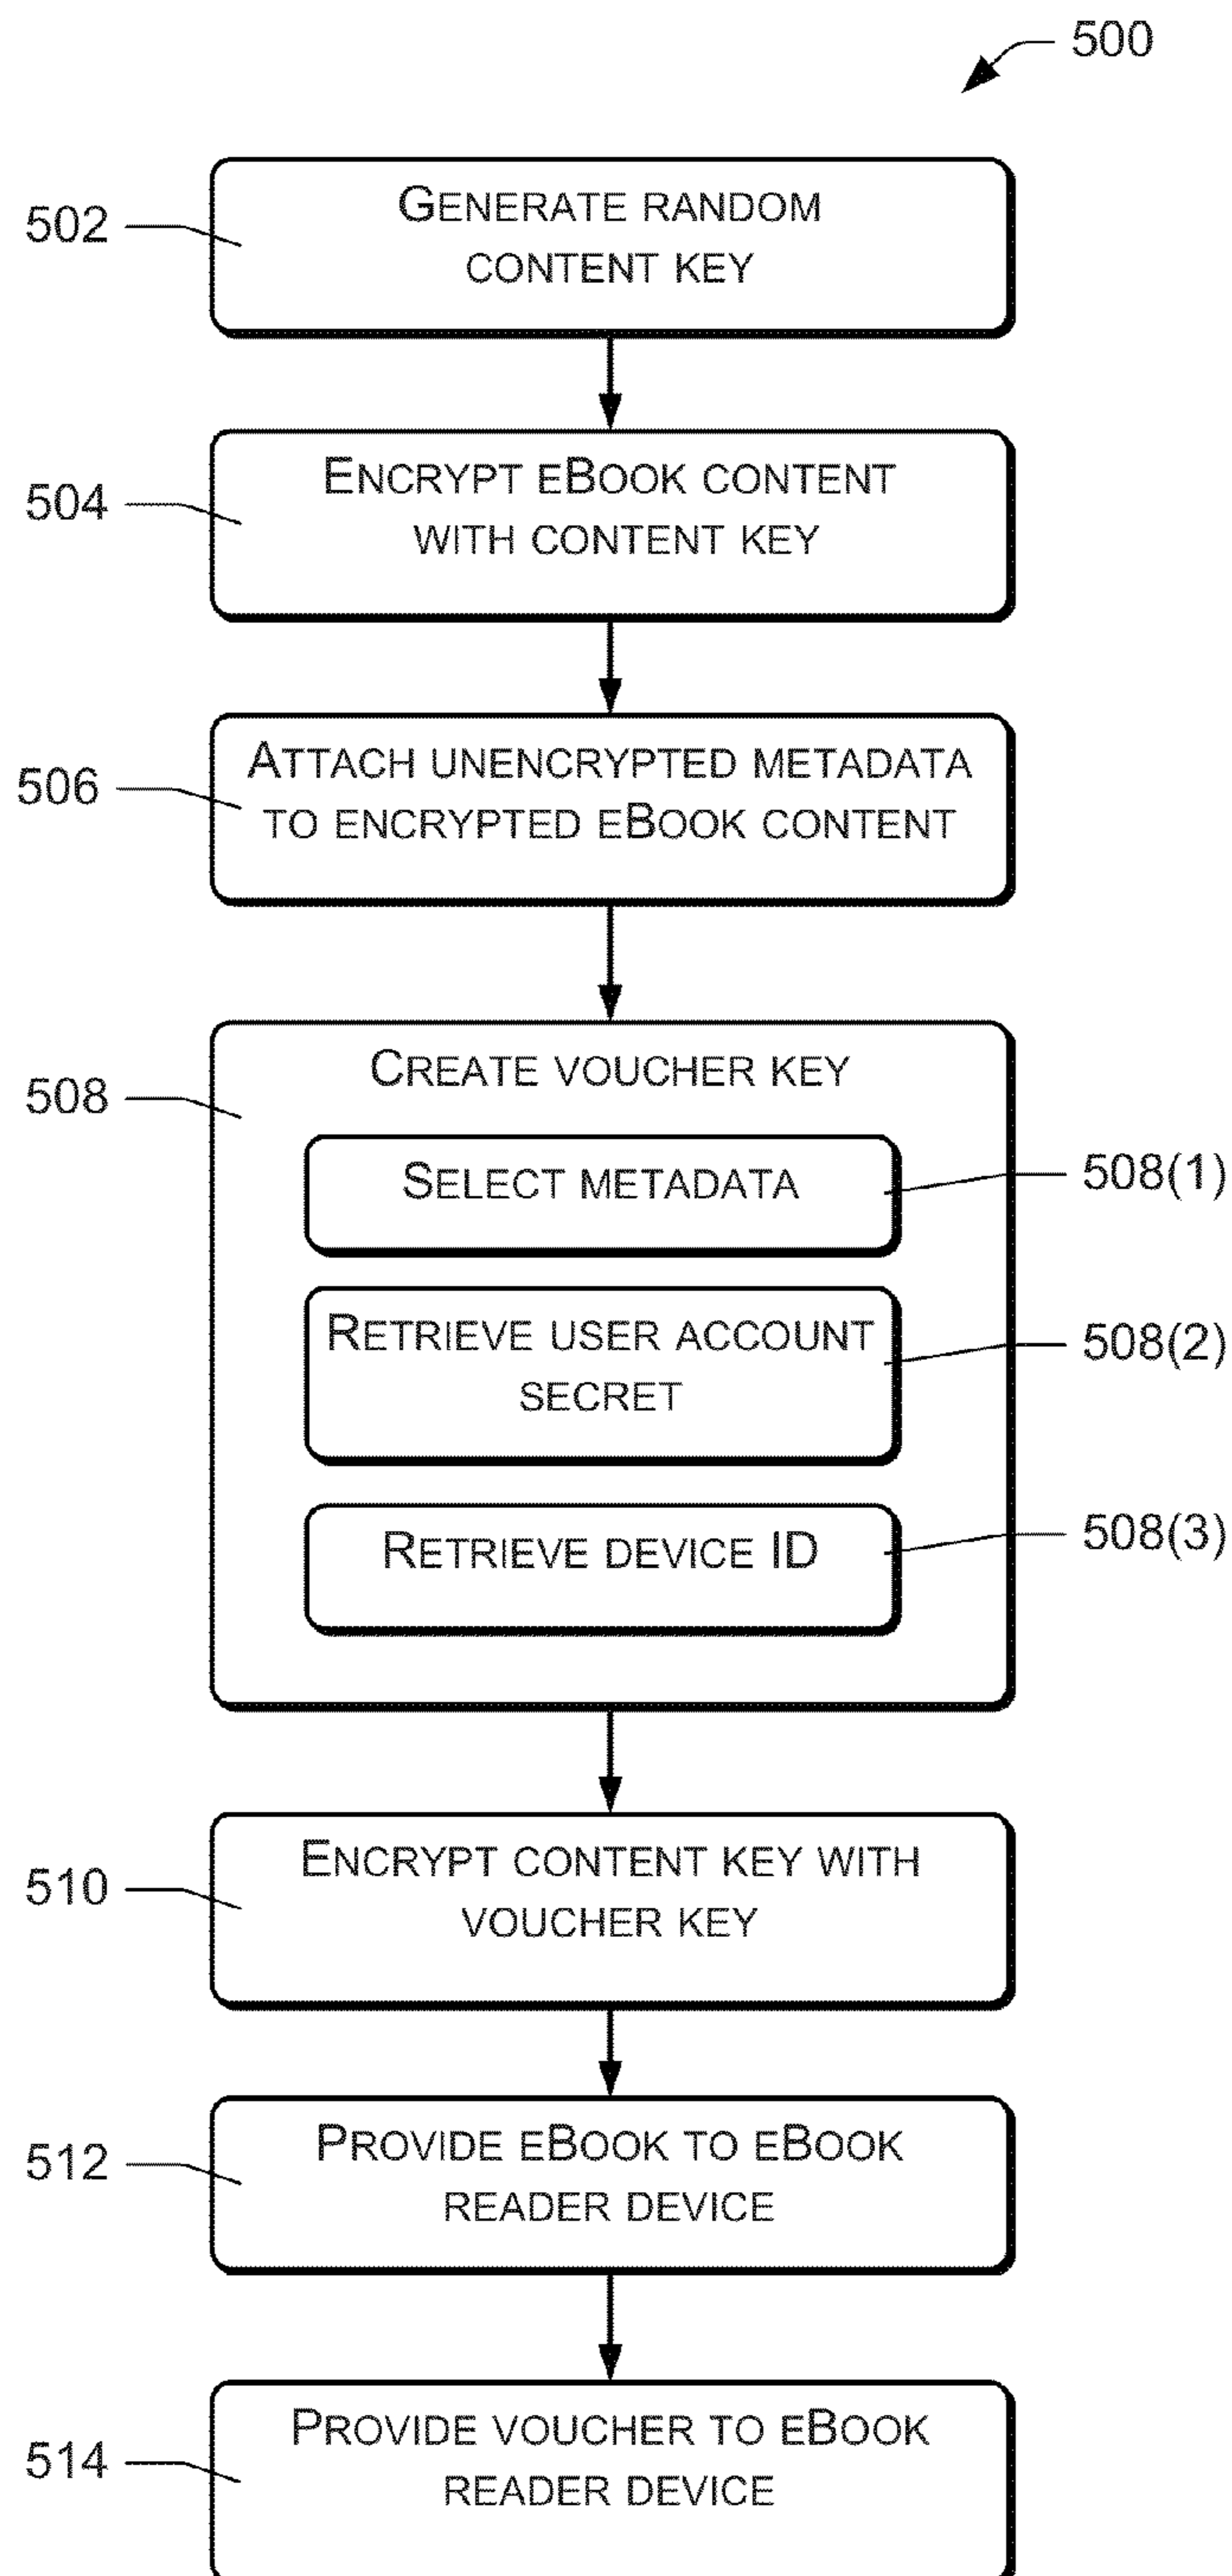 500
502
GENERATE RANDOM
CONTENT KEY
504
ENCRYPT EBOOK CONTENT
WITH CONTENT KEY
506
ATTACH UNENCRYPTED METADATA
TO ENCRYPTED EBOOK CONTENT
508
CREATE VOUCHER KEY
SELECT METADATA
508(1)
RETRIEVE USER ACCOUNT
SECRET
508(2)
RETRIEVE DEVICE ID
508(3)
510
ENCRYPT CONTENT KEY WITH
VOUCHER KEY
512
PROVIDE EBOOK TO EBOOK
READER DEVICE
514
PROVIDE VOUCHER TO EBOOK
READER DEVICE